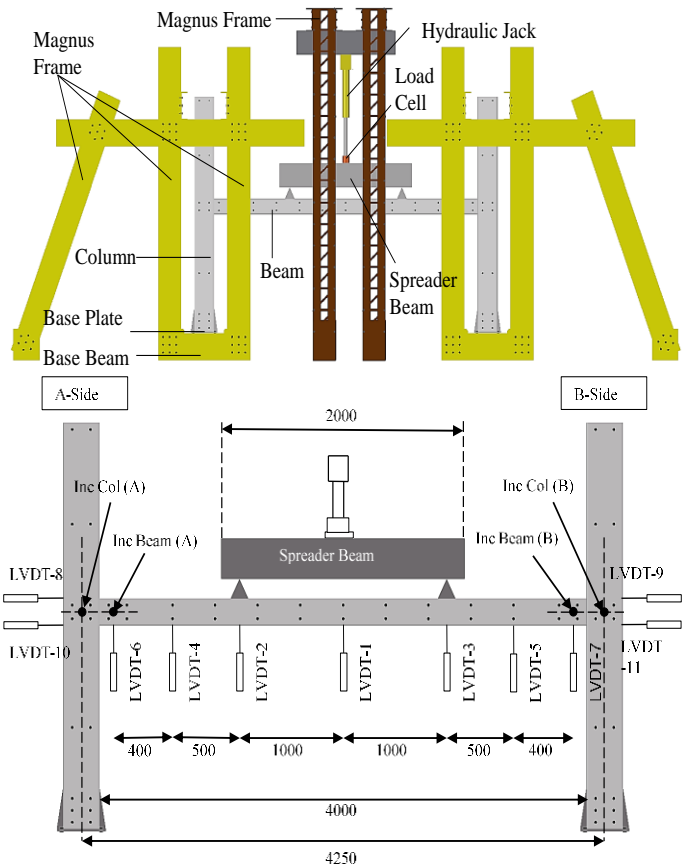 Magnus Frame
Magnus
Frame
Hydraulic Jack
Load
Cell
Column
Beam
Spreader
Beam
Base Plate
Base Beam
A-Side
B-Side
2000
Inc Col (A)
Inc Col (B)
Inc Beam (A)
Inc Beam (B)
Spreader Beam
LVDT-8
LVDT-9
LVDT-10
LVDT
-11
LVDT-6
LVDT-4
LVDT-2
LVDT-1
LVDT-3
LVDT-5
LVDT-7
400
500
1000
1000
500
400
4000
4250